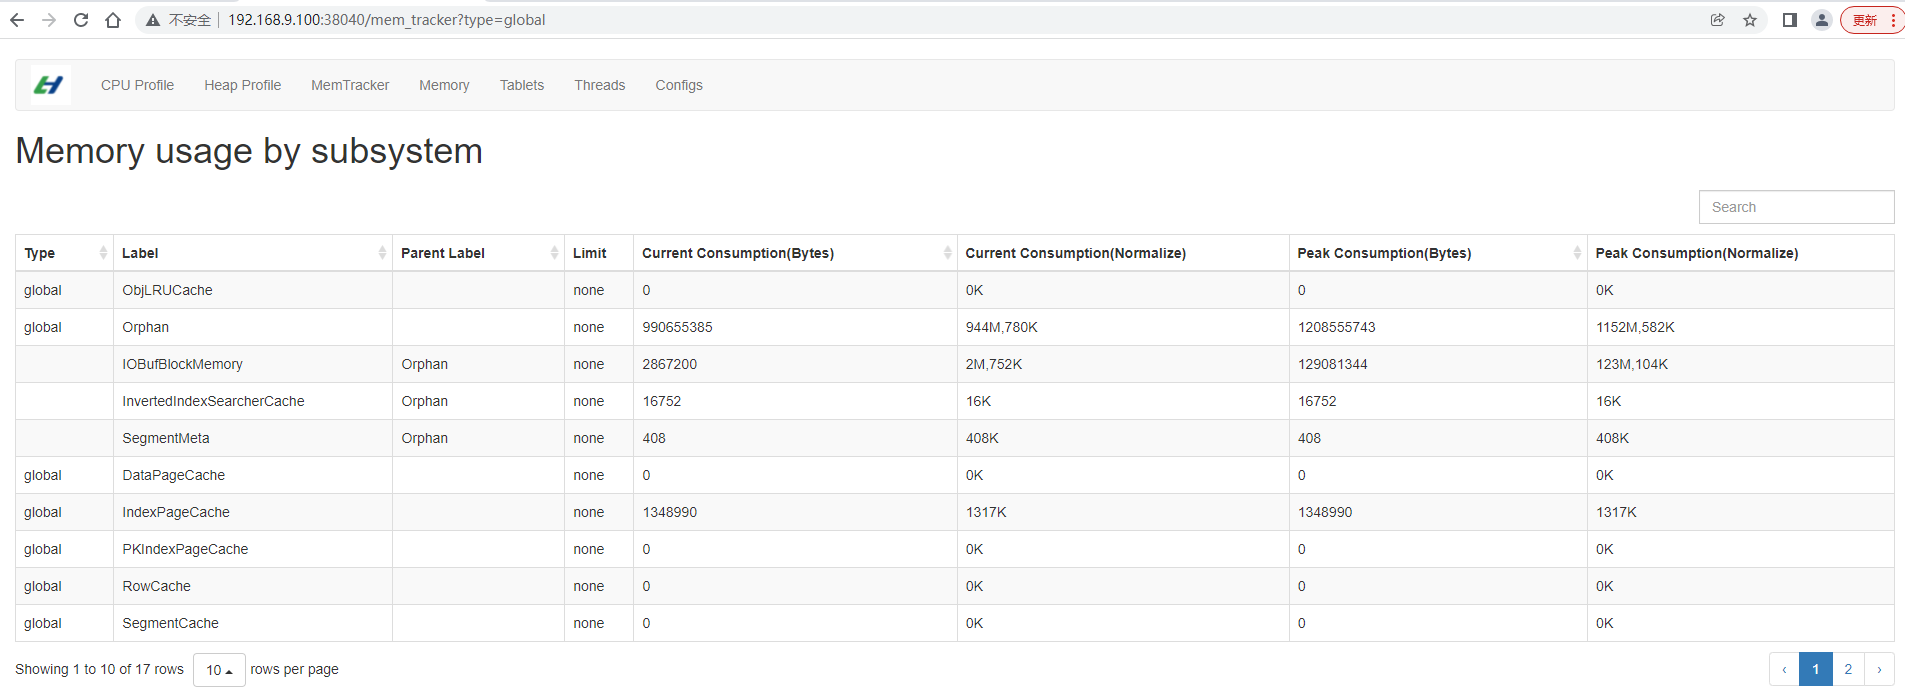 不安全 192.168.9.100:38040/mem_tracker?type=global 更新
CPU Profile Heap Profile MemTracker Memory Tablets Threads Configs
Memory usage by subsystem
Search
Type Label Parent Label Limit Current Consumption(Bytes) Current Consumption(Normalize) Peak Consumption(Bytes) Peak Consumption(Normalize)
global ObjLRUCache none 0 0K 0 0K
global Orphan none 990655385 944M,780K 1208555743 1152M,582K
IOBufBlockMemory Orphan none 2867200 2M,752K 129081344 123M,104K
InvertedIndexSearcherCache Orphan none 16752 16K 16752 16K
SegmentMeta Orphan none 408 408K 408 408K
global DataPageCache none 0 0K 0 0K
global IndexPageCache none 1348990 1317K 1348990 1317K
global PKIndexPageCache none 0 0K 0 0K
global RowCache none 0 0K 0 0K
global SegmentCache none 0 0K 0 0K
Showing 1 to 10 of 17 rows 10 rows per page ‹ 1 2 ›